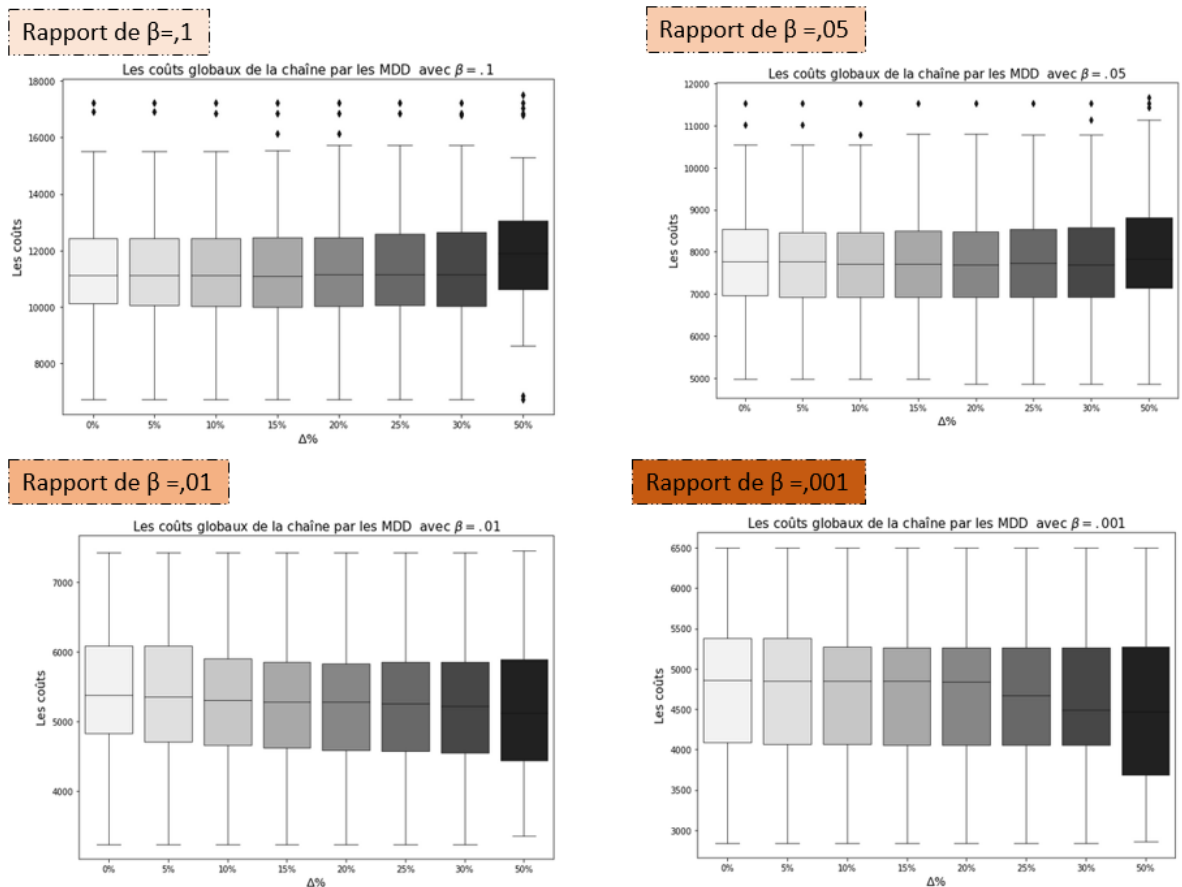 Rapport de β=,1
Les coûts globaux de la chaîne par les MDD avec β = .1
18000
16000
14000
12000
10000
8000
Les coûts
0% 5% 10% 15% 20% 25% 30% 50%
Δ%
Rapport de β =,05
Les coûts globaux de la chaîne par les MDD avec β = .05
12000
11000
10000
9000
8000
7000
6000
5000
Les coûts
0% 5% 10% 15% 20% 25% 30% 50%
Δ%
Rapport de β =,01
Les coûts globaux de la chaîne par les MDD avec β = .01
7000
6000
5000
4000
Les coûts
0% 5% 10% 15% 20% 25% 30% 50%
Δ%
Rapport de β =,001
Les coûts globaux de la chaîne par les MDD avec β = .001
6500
6000
5500
5000
4500
4000
3500
3000
Les coûts
0% 5% 10% 15% 20% 25% 30% 50%
Δ%